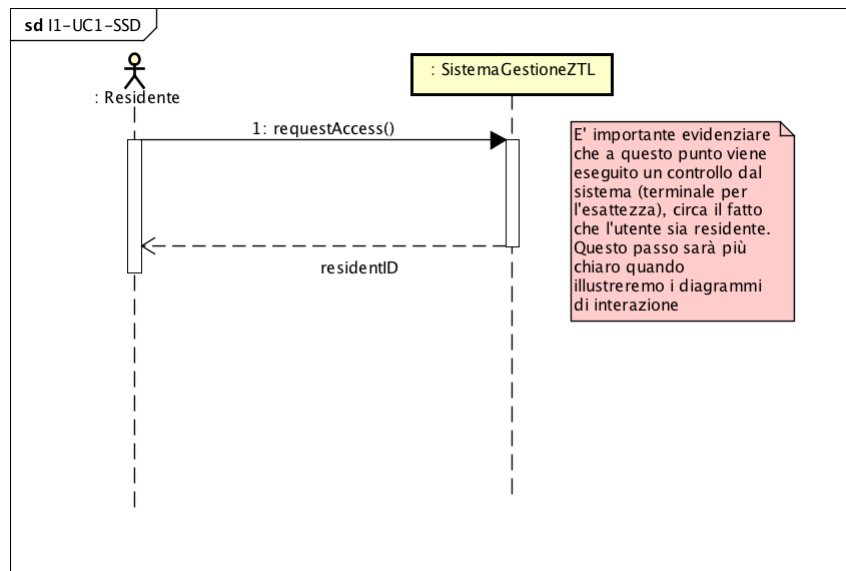 sd I1-UC1-SSD
: Residente
: SistemaGestioneZTL
1: requestAccess()
residentID
E' importante evidenziare
che a questo punto viene
eseguito un controllo dal
sistema (terminale per
l'esattezza), circa il fatto
che l'utente sia residente.
Questo passo sarà più
chiaro quando
illustreremo i diagrammi
di interazione